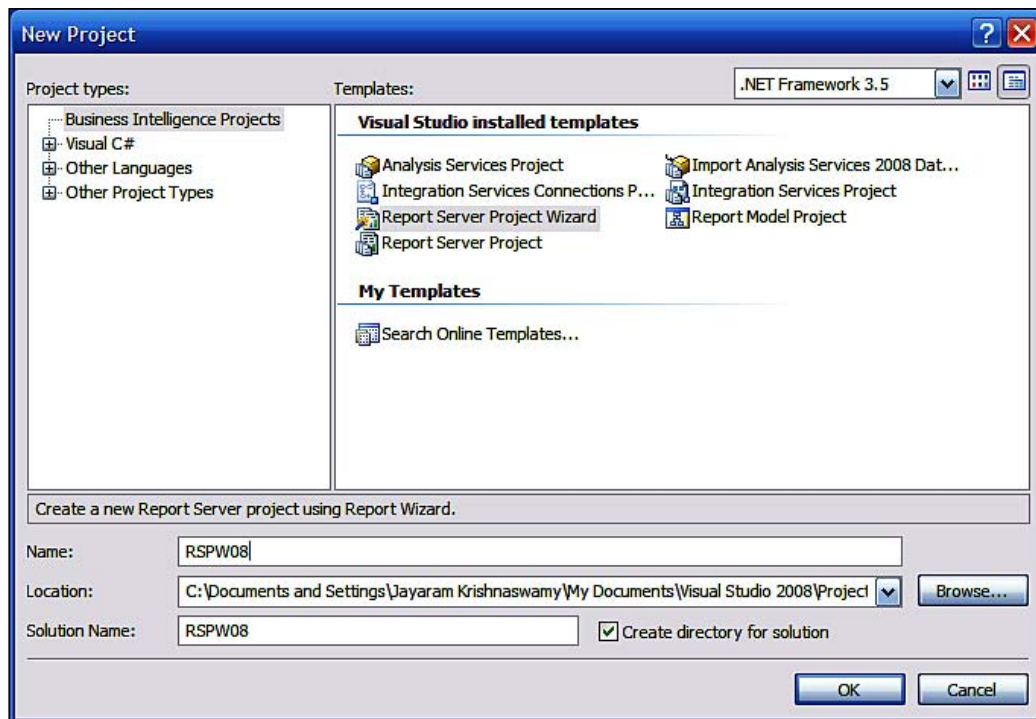 New Project
Project types:
Templates:
.NET Framework 3.5
Business Intelligence Projects
Visual C#
Other Languages
Other Project Types
Visual Studio installed templates
Analysis Services Project
Import Analysis Services 2008 Dat...
Integration Services Connections P...
Integration Services Project
Report Server Project Wizard
Report Model Project
Report Server Project
My Templates
Search Online Templates...
Create a new Report Server project using Report Wizard.
Name:
RSPW08
Location:
C:\Documents and Settings\Jayaram Krishnaswamy\My Documents\Visual Studio 2008\Project
Browse...
Solution Name:
RSPW08
Create directory for solution
OK
Cancel